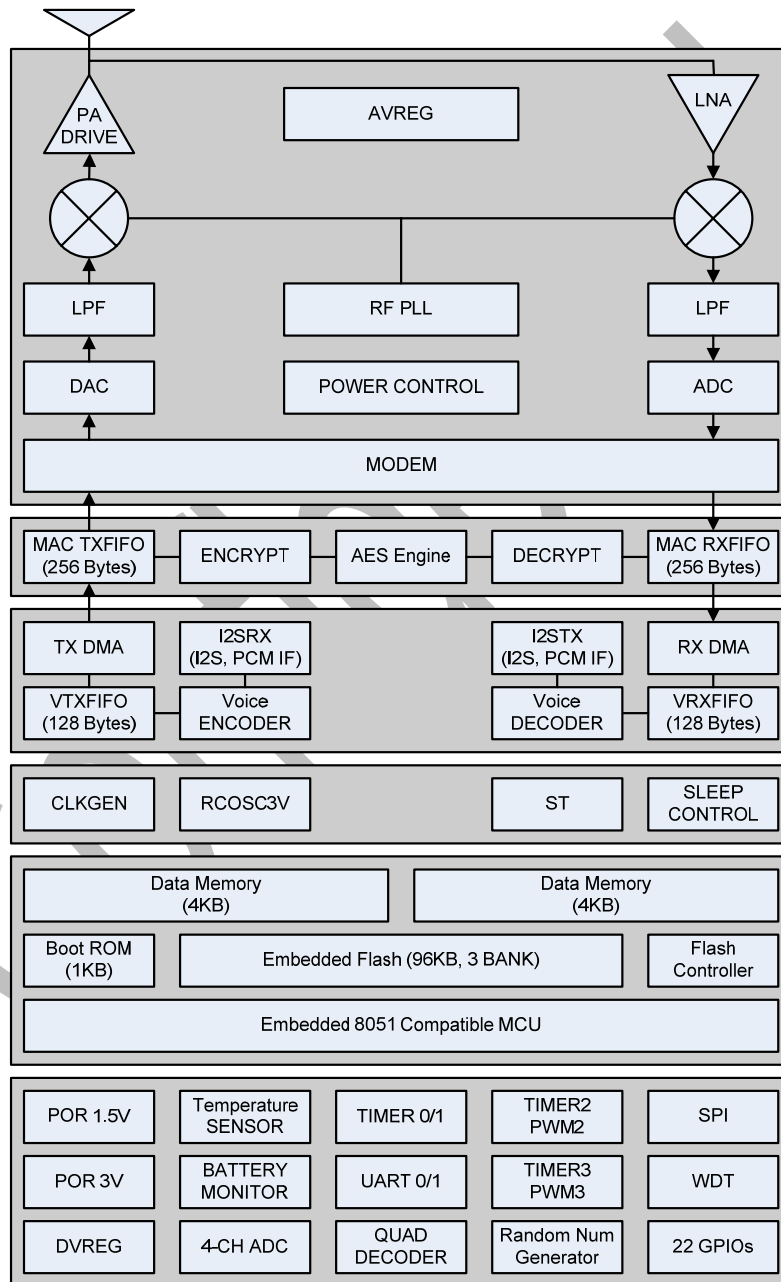 PA
DRIVE
AVREG
LNA
LPF
RF PLL
LPF
DAC
POWER CONTROL
ADC
MODEM
MAC TXFIFO
(256 Bytes)
ENCRYPT
AES Engine
DECRYPT
MAC RXFIFO
(256 Bytes)
TX DMA
I2SRX
(I2S, PCM IF)
I2STX
(I2S, PCM IF)
RX DMA
VTXFIFO
(128 Bytes)
Voice
ENCODER
Voice
DECODER
VRXFIFO
(128 Bytes)
CLKGEN
RCOSC3V
ST
SLEEP
CONTROL
Data Memory
(4KB)
Data Memory
(4KB)
Boot ROM
(1KB)
Embedded Flash (96KB, 3 BANK)
Flash
Controller
Embedded 8051 Compatible MCU
POR 1.5V
Temperature
SENSOR
TIMER 0/1
TIMER2
PWM2
SPI
POR 3V
BATTERY
MONITOR
UART 0/1
TIMER3
PWM3
WDT
DVREG
4-CH ADC
QUAD
DECODER
Random Num
Generator
22 GPIOs